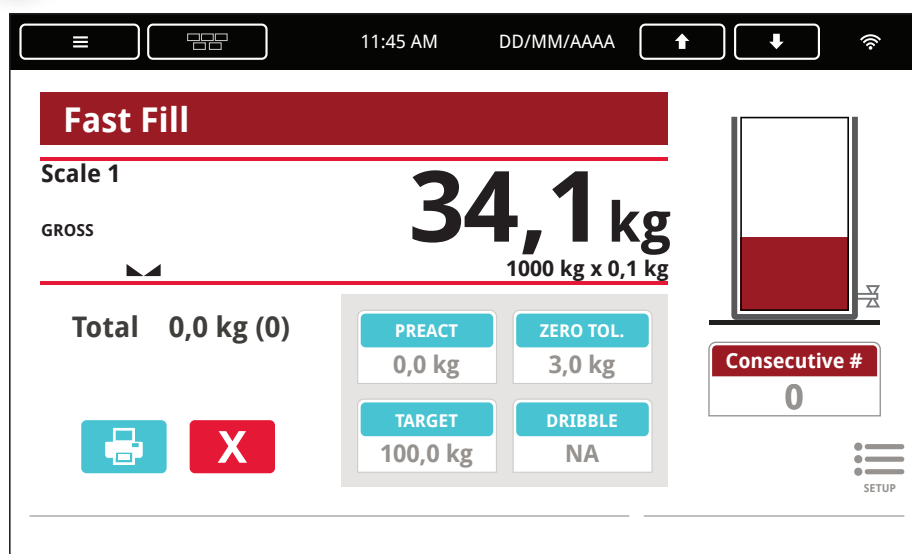 11:45 AM DD/MM/AAAA
Fast Fill
Scale 1
34,1 kg
GROSS
1000 kg x 0,1 kg
Total 0,0 kg (0)
PREACT
0,0 kg
ZERO TOL.
3,0 kg
TARGET
100,0 kg
DRIBBLE
NA
X
Consecutive #
0
SETUP